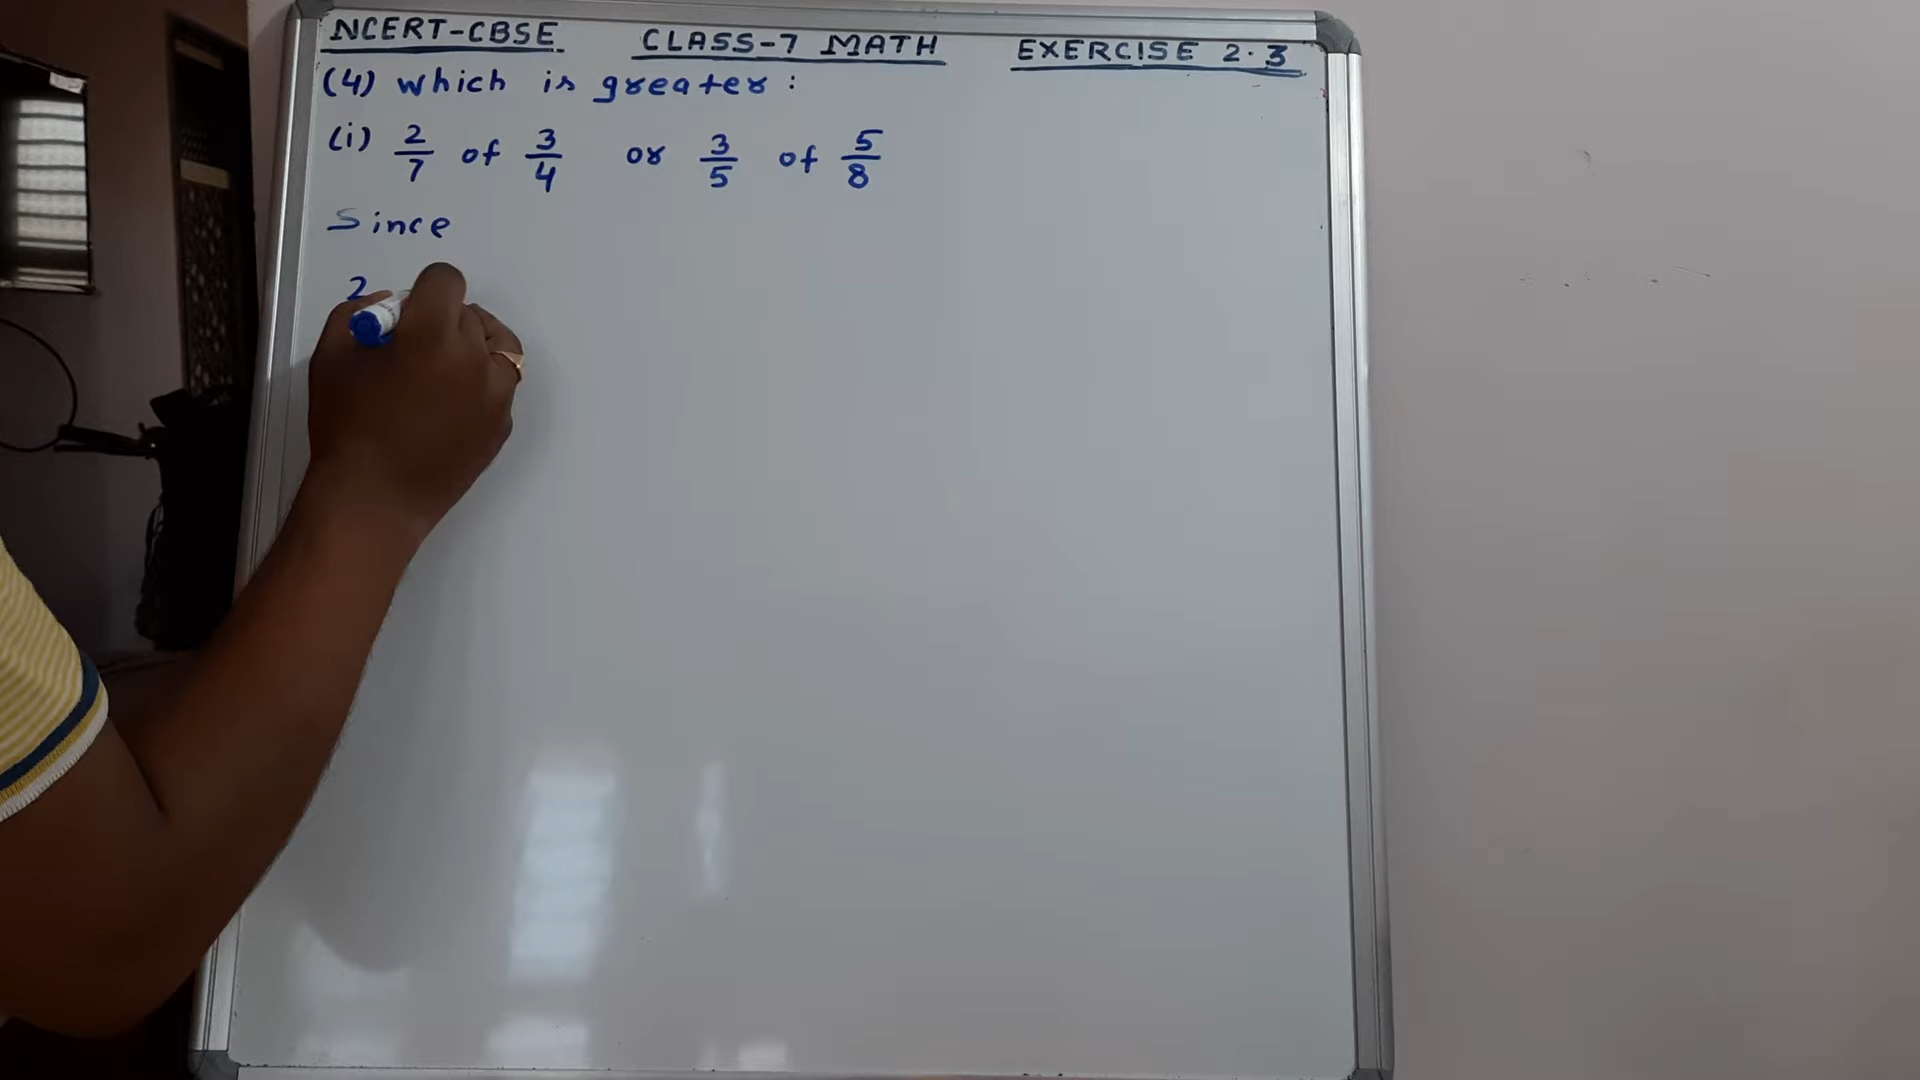 NCERT-CBSE CLASS-7 MATH EXERCISE 2.3
(4) which is greater :
(i) 2/7 of 3/4 or 3/5 of 5/8
Since
2